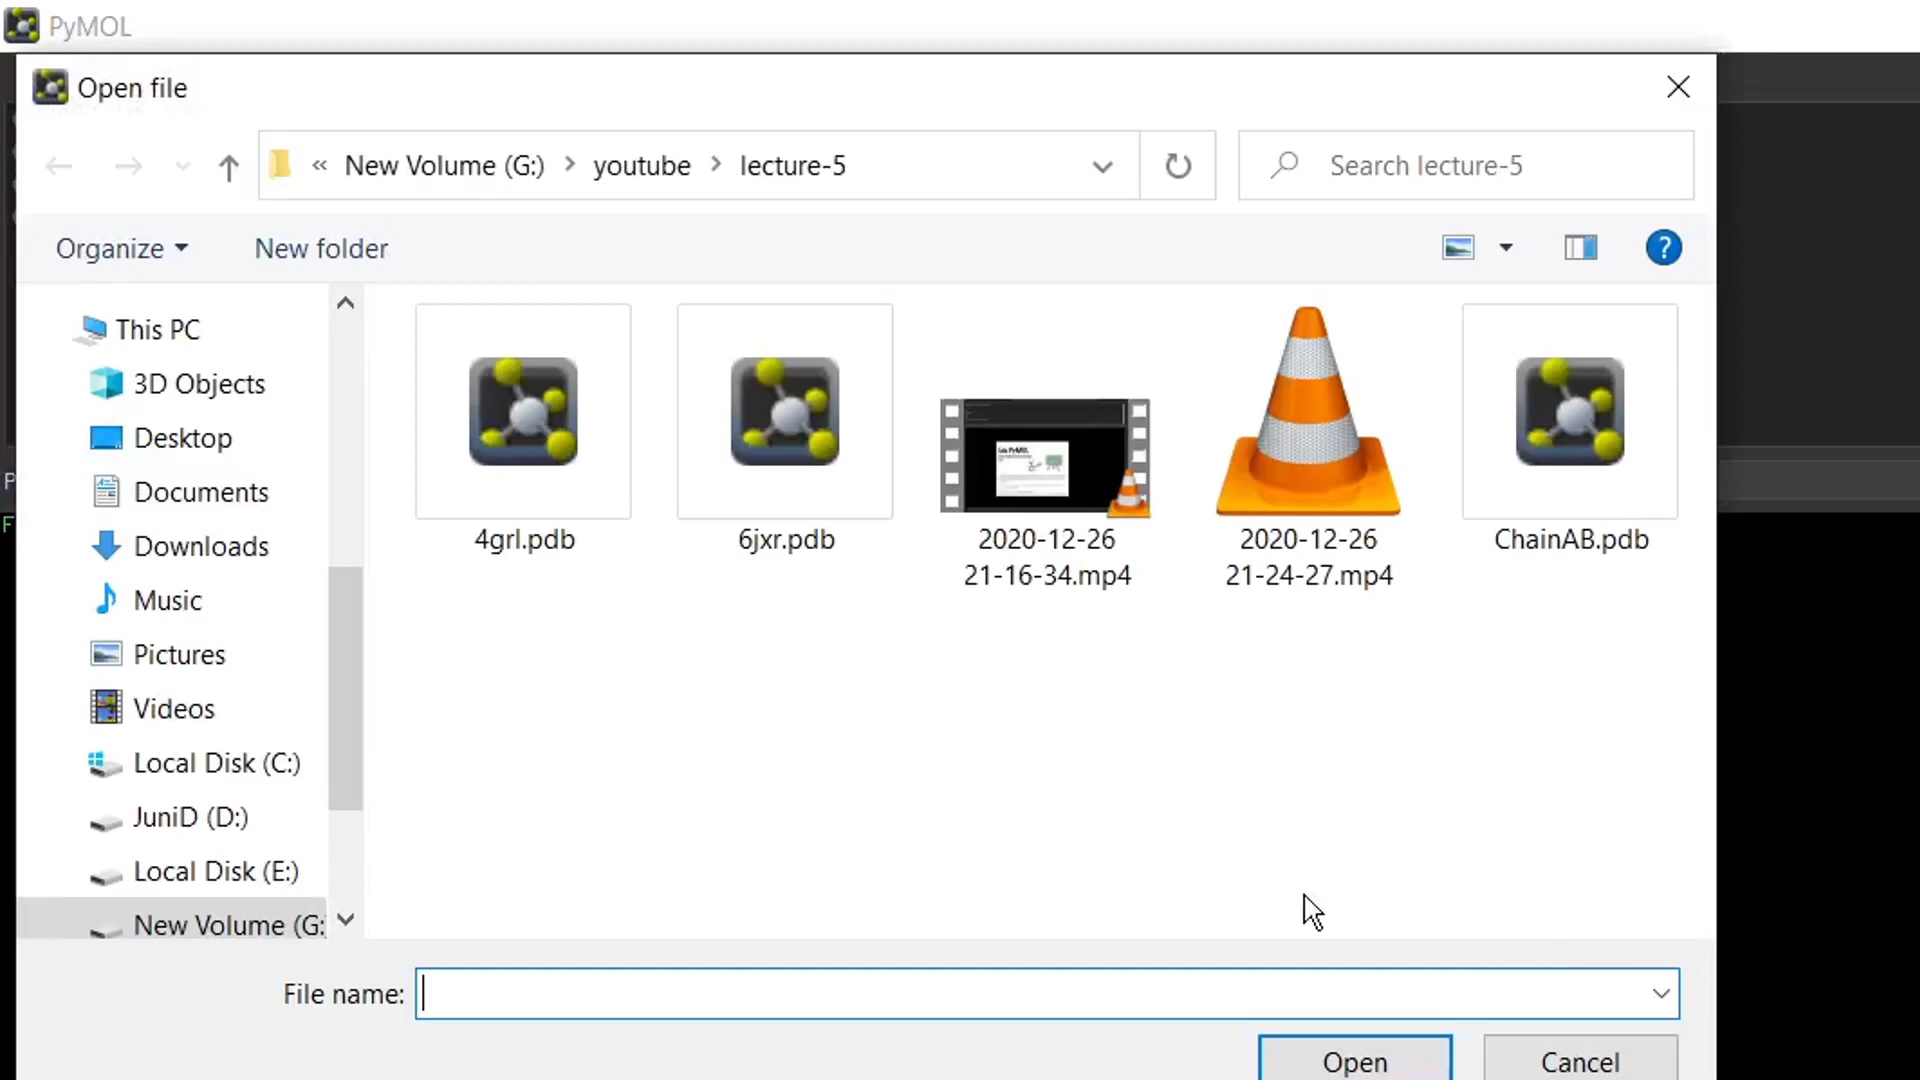 PyMOL
Open file
« New Volume (G:) > youtube > lecture-5
Search lecture-5
Organize
New folder
?
This PC
3D Objects
Desktop
Documents
Downloads
Music
Pictures
Videos
Local Disk (C:)
JuniD (D:)
Local Disk (E:)
New Volume (G:
4grl.pdb
6jxr.pdb
2020-12-26
21-16-34.mp4
2020-12-26
21-24-27.mp4
ChainAB.pdb
P
F
File name:
Open
Cancel